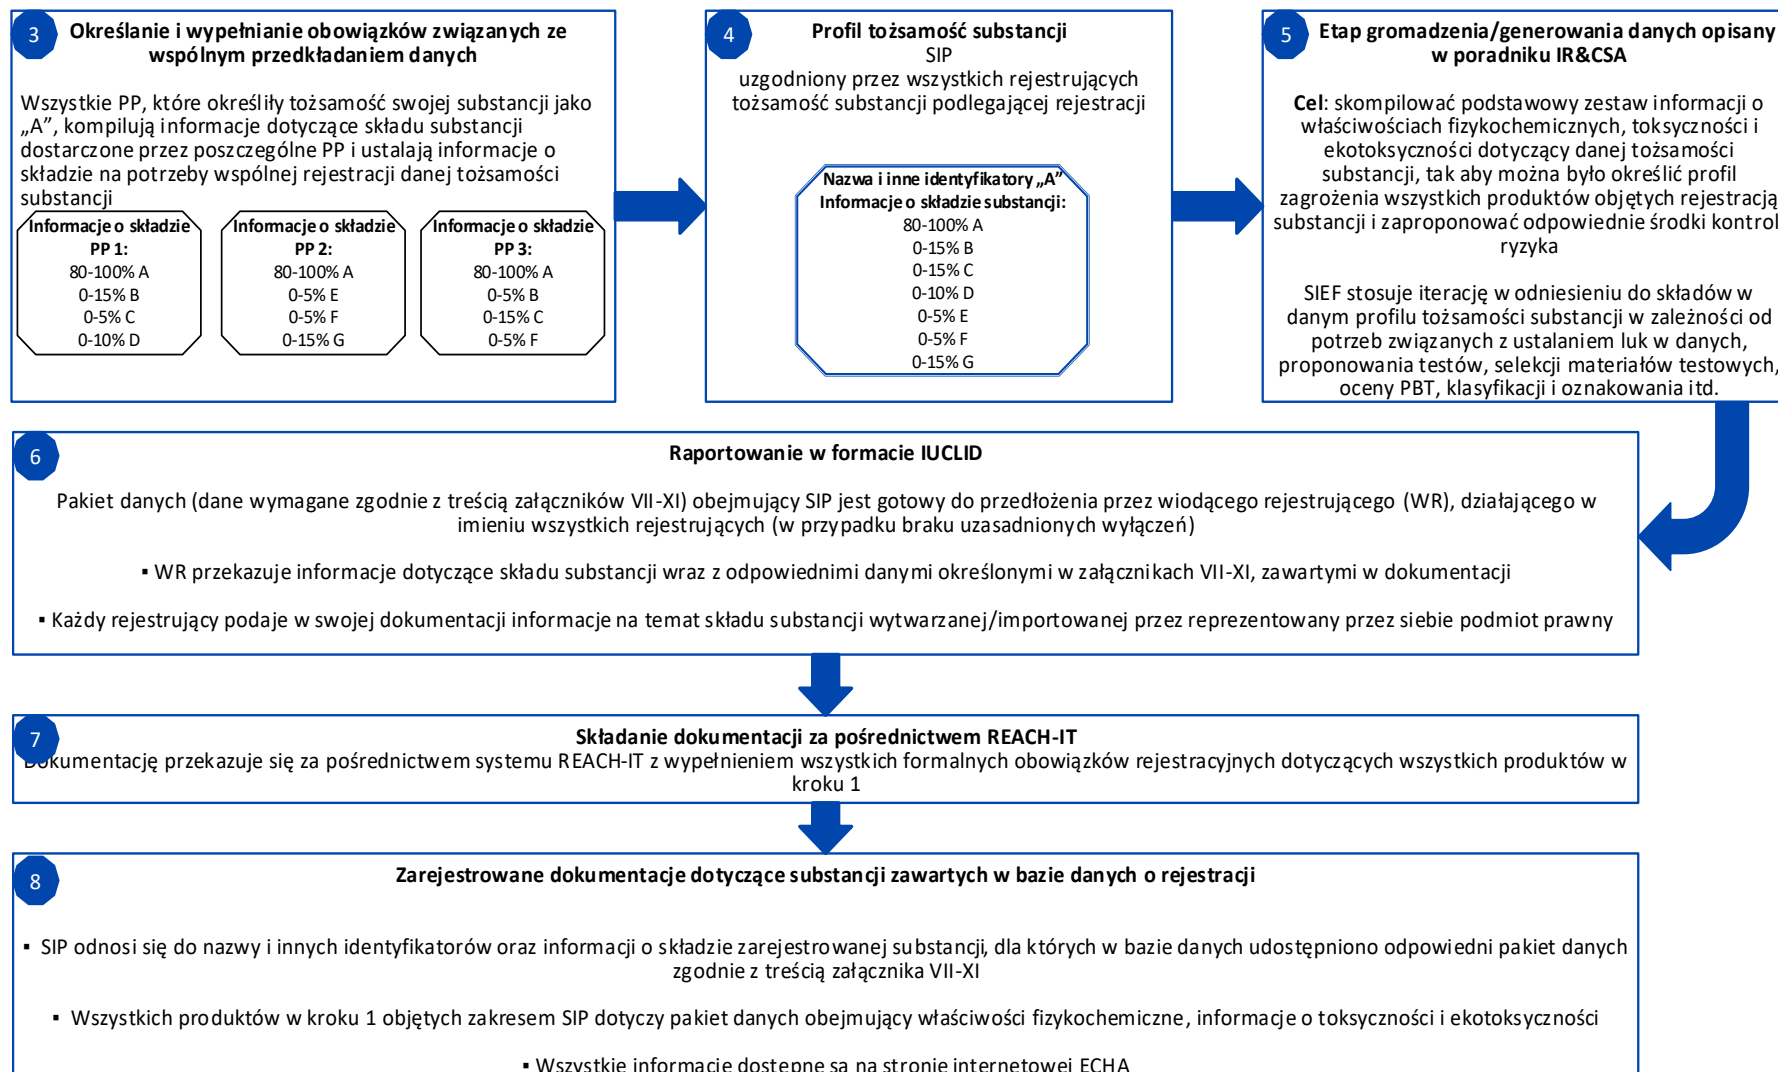 3
Określanie i wypełnianie obowiązków związanych ze
wspólnym przedkładaniem danych
Wszystkie PP, które określiły tożsamość swojej substancji jako
„A”, kompilują informacje dotyczące składu substancji
dostarczone przez poszczególne PP i ustalają informacje o
składzie na potrzeby wspólnej rejestracji danej tożsamości
substancji
Informacje o składzie
PP 1:
80-100% A
0-15% B
0-5% C
0-10% D
Informacje o składzie
PP 2:
80-100% A
0-5% E
0-5% F
0-15% G
Informacje o składzie
PP 3:
80-100% A
0-5% B
0-15% C
0-5% F
4
Profil tożsamość substancji
SIP
uzgodniony przez wszystkich rejestrujących
tożsamość substancji podlegającej rejestracji
Nazwa i inne identyfikatory „A”
Informacje o składzie substancji:
80-100% A
0-15% B
0-15% C
0-10% D
0-5% E
0-5% F
0-15% G
5
Etap gromadzenia/generowania danych opisany
w poradniku IR&CSA
Cel: skompilować podstawowy zestaw informacji o
właściwościach fizykochemicznych, toksyczności i
ekotoksyczności dotyczący danej tożsamości
substancji, tak aby można było określić profil
zagrożenia wszystkich produktów objętych rejestracją
substancji i zaproponować odpowiednie środki kontrol
ryzyka
SIEF stosuje iterację w odniesieniu do składów w
danym profilu tożsamości substancji w zależności od
potrzeb związanych z ustalaniem luk w danych,
proponowania testów, selekcji materiałów testowych,
oceny PBT, klasyfikacji i oznakowania itd.
6
Raportowanie w formacie IUCLID
Pakiet danych (dane wymagane zgodnie z treścią załączników VII-XI) obejmujący SIP jest gotowy do przedłożenia przez wiodącego rejestrującego (WR), działającego w
imieniu wszystkich rejestrujących (w przypadku braku uzasadnionych wyłączeń)
▪ WR przekazuje informacje dotyczące składu substancji wraz z odpowiednimi danymi określonymi w załącznikach VII-XI, zawartymi w dokumentacji
▪ Każdy rejestrujący podaje w swojej dokumentacji informacje na temat składu substancji wytwarzanej/importowanej przez reprezentowany przez siebie podmiot prawny
7
Składanie dokumentacji za pośrednictwem REACH-IT
Dokumentację przekazuje się za pośrednictwem systemu REACH-IT z wypełnieniem wszystkich formalnych obowiązków rejestracyjnych dotyczących wszystkich produktów w
kroku 1
8
Zarejestrowane dokumentacje dotyczące substancji zawartych w bazie danych o rejestracji
▪ SIP odnosi się do nazwy i innych identyfikatorów oraz informacji o składzie zarejestrowanej substancji, dla których w bazie danych udostępniono odpowiedni pakiet danych
zgodnie z treścią załącznika VII-XI
▪ Wszystkich produktów w kroku 1 objętych zakresem SIP dotyczy pakiet danych obejmujący właściwości fizykochemiczne, informacje o toksyczności i ekotoksyczności
▪ Wszystkie informacje dostępne są na stronie internetowej ECHA